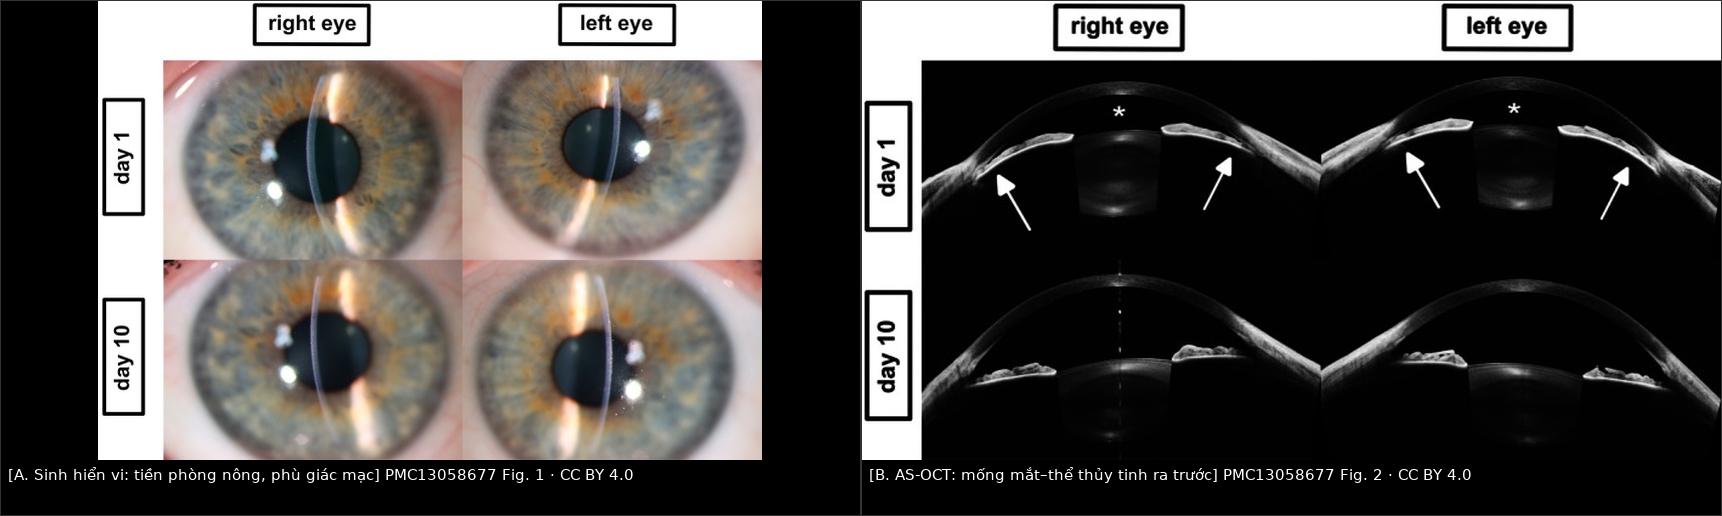 right eye
left eye
day 1
day 10
[A. Sinh hiển vi: tiền phòng nông, phù giác mạc] PMC13058677 Fig. 1 · CC BY 4.0
right eye
left eye
day 1
*
*
day 10
[B. AS-OCT: mống mắt–thể thủy tinh ra trước] PMC13058677 Fig. 2 · CC BY 4.0